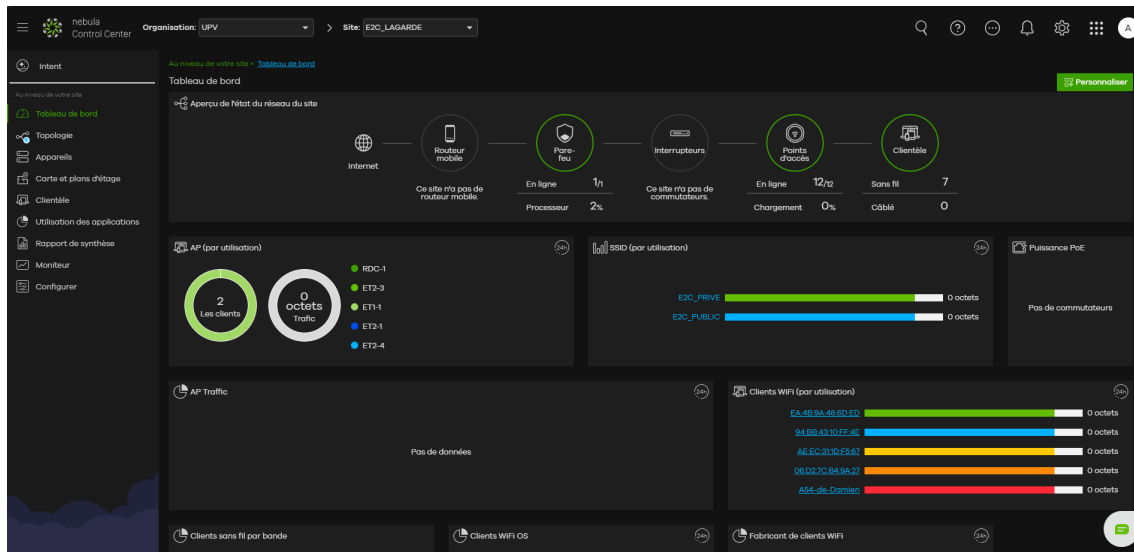 nebula
Control Center
Organisation: UPV
Site: E2C_LAGARDE
A
Intent
Au niveau de votre site
Tableau de bord
Topologie
Appareils
Carte et plans d'étage
Clientèle
Utilisation des applications
Rapport de synthèse
Moniteur
Configurer
Au niveau de votre site > Tableau de bord
Tableau de bord
Personnaliser
Aperçu de l'état du réseau du site
Internet
Routeur
mobile
Ce site n'a pas de
routeur mobile.
Pare-
feu
En ligne 1/1
Processeur 2%
Interrupteurs
Ce site n'a pas de
commutateurs.
Points
d'accès
En ligne 12/12
Chargement 0%
Clientèle
Sans fil 7
Câblé 0
AP (par utilisation)
24h
2
Les clients
0
octets
Trafic
RDC-1
ET2-3
ET1-1
ET2-1
ET2-4
SSID (par utilisation)
24h
E2C_PRIVE 0 octets
E2C_PUBLIC 0 octets
Puissance PoE
Pas de commutateurs
AP Traffic
24h
Pas de données
Clients WiFi (par utilisation)
24h
EA:4B:9A:46:6D:ED 0 octets
94:BB:43:10:FF:4E 0 octets
AE:EC:31:1D:F5:67 0 octets
06:D2:7C:B4:9A:27 0 octets
A54-de-Damien 0 octets
Clients sans fil par bande
Clients WiFi OS
24h
Fabricant de clients WiFi
24h